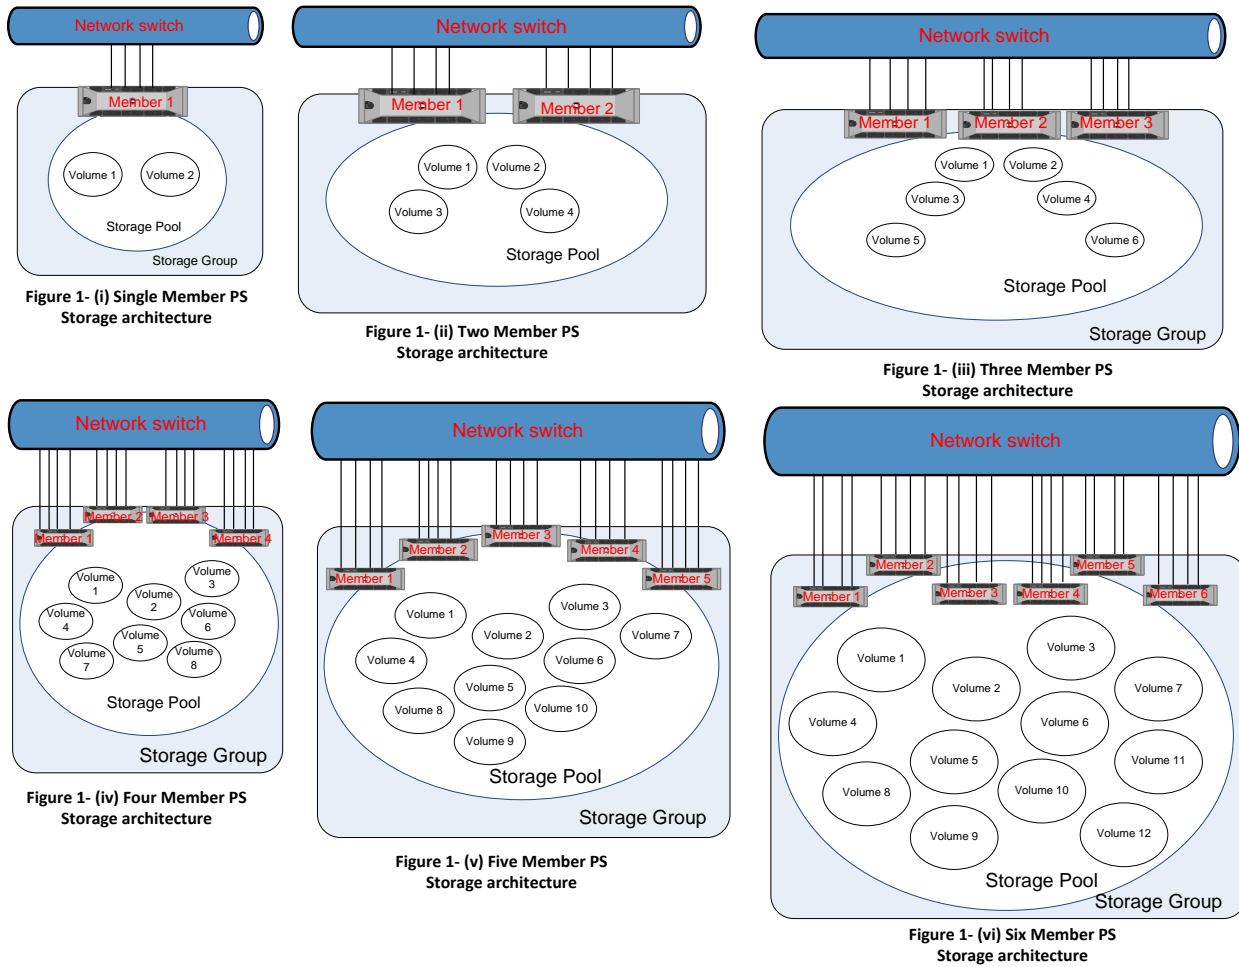 Network switch
Member 1
Volume 1
Volume 2
Storage Pool
Storage Group
Figure 1- (i) Single Member PS
Storage architecture
Network switch
Member 1
Member 2
Volume 1
Volume 2
Volume 3
Volume 4
Storage Pool
Figure 1- (ii) Two Member PS
Storage architecture
Network switch
Member 1
Member 2
Member 3
Volume 1
Volume 2
Volume 3
Volume 4
Volume 5
Volume 6
Storage Pool
Storage Group
Figure 1- (iii) Three Member PS
Storage architecture
Network switch
Member 2
Member 3
Member 1
Member 4
Volume
3
Volume
1
Volume
2
Volume
4
Volume
6
Volume
5
Volume
7
Volume
8
Storage Pool
Storage Group
Figure 1- (iv) Four Member PS
Storage architecture
Network switch
Member 3
Member 2
Member 4
Member 1
Member 5
Volume 3
Volume 1
Volume 2
Volume 7
Volume 4
Volume 6
Volume 5
Volume 8
Volume 10
Volume 9
Storage Pool
Storage Group
Figure 1- (v) Five Member PS
Storage architecture
Network switch
Member 2
Member 5
Member 1
Member 3
Member 4
Member 6
Volume 3
Volume 1
Volume 2
Volume 7
Volume 4
Volume 6
Volume 5
Volume 11
Volume 8
Volume 10
Volume 9
Volume 12
Storage Pool
Storage Group
Figure 1- (vi) Six Member PS
Storage architecture